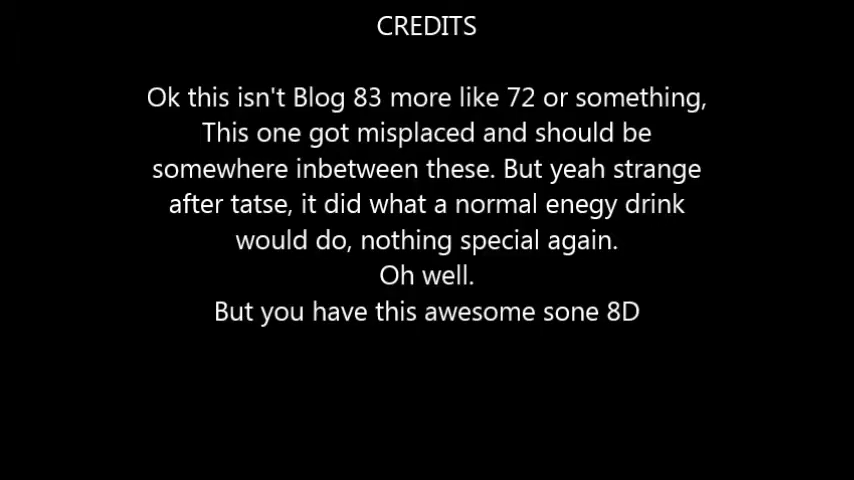 CREDITS
Ok this isn't Blog 83 more like 72 or something,
This one got misplaced and should be
somewhere inbetween these. But yeah strange
after tatse, it did what a normal enegy drink
would do, nothing special again.
Oh well.
But you have this awesome sone 8D